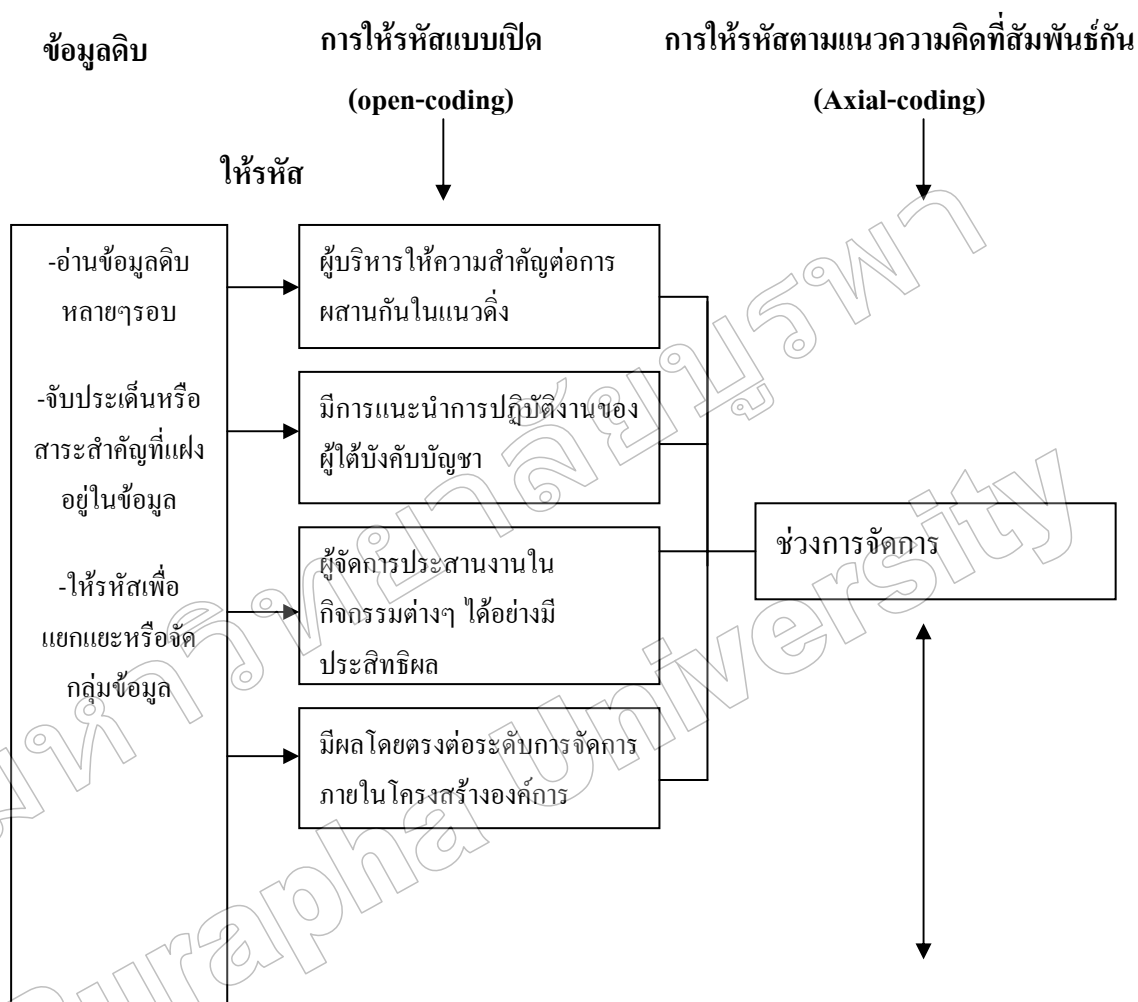 ข้อมูลดิบ
การให้รหัสแบบเปิด
(open-coding)
การให้รหัสตามแนวความคิดที่สัมพันธ์กัน
(Axial-coding)
ให้รหัส
-อ่านข้อมูลดิบ
หลายๆรอบ
-จับประเด็นหรือ
สาระสำคัญที่แฝง
อยู่ในข้อมูล
-ให้รหัสเพื่อ
แยกแยะหรือจัด
กลุ่มข้อมูล
ผู้บริหารให้ความสำคัญต่อการ
ผสานกันในแนวดิ่ง
มีการแนะนำการปฏิบัติงานของ
ผู้ใต้บังคับบัญชา
ผู้จัดการประสานงานใน
กิจกรรมต่างๆ ได้อย่างมี
ประสิทธิผล
มีผลโดยตรงต่อระดับการจัดการ
ภายในโครงสร้างองค์การ
ช่วงการจัดการ
มหาวิทยาลัยบูรพา
Burapha University